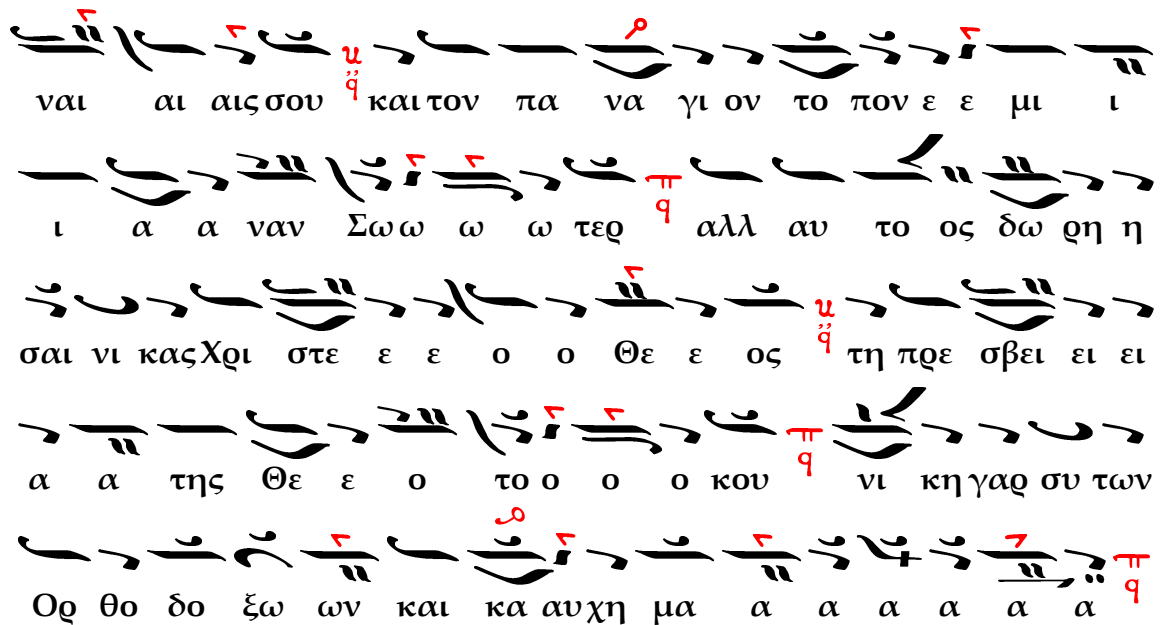 ναι αι αις σου και τον πα να γι ον το πον ε ε μι ι
ι α α ναν Σω ω ω ω τερ αλλ αυ το ος δω ρη η
σαι νι κας Χρι στε ε ε ο ο Θε ε ος τη πρε σβει ει ει
α α της Θε ε ο το ο ο ο κου νι κη γαρ συ των
Ορ θο δο ξω ων και κα αυ χη μα α α α α α α